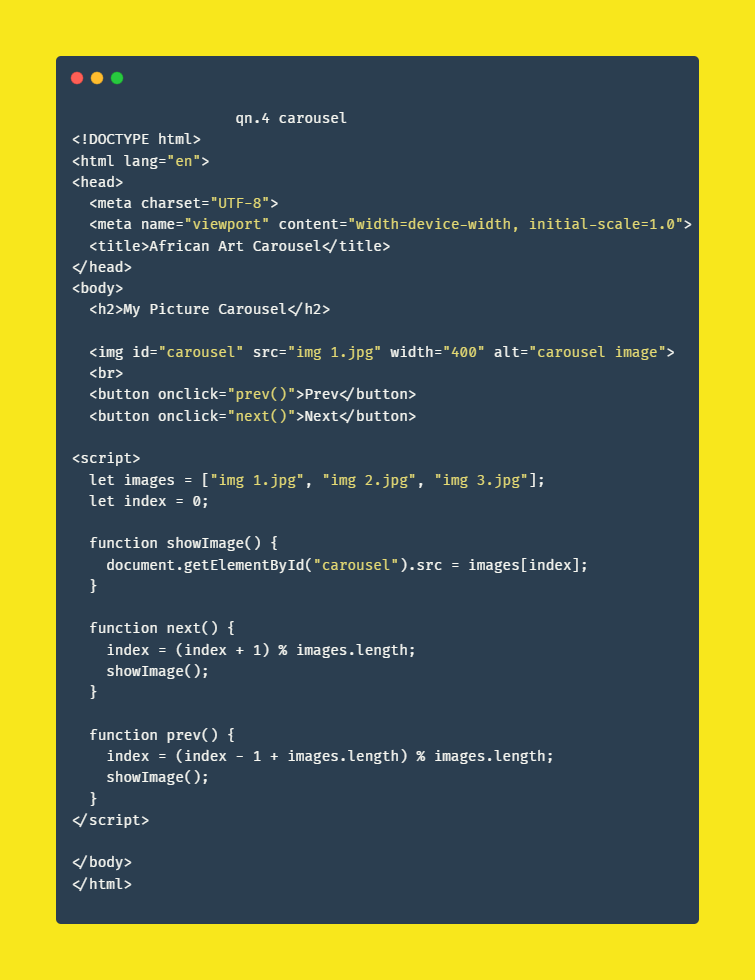 qn.4 carousel
<!DOCTYPE html>
<html lang="en">
<head>
  <meta charset="UTF-8">
  <meta name="viewport" content="width=device-width, initial-scale=1.0">
  <title>African Art Carousel</title>
</head>
<body>
  <h2>My Picture Carousel</h2>

  <img id="carousel" src="img 1.jpg" width="400" alt="carousel image">
  <br>
  <button onclick="prev()">Prev</button>
  <button onclick="next()">Next</button>

<script>
  let images = ["img 1.jpg", "img 2.jpg", "img 3.jpg"];
  let index = 0;

  function showImage() {
    document.getElementById("carousel").src = images[index];
  }

  function next() {
    index = (index + 1) % images.length;
    showImage();
  }

  function prev() {
    index = (index - 1 + images.length) % images.length;
    showImage();
  }
</script>

</body>
</html>